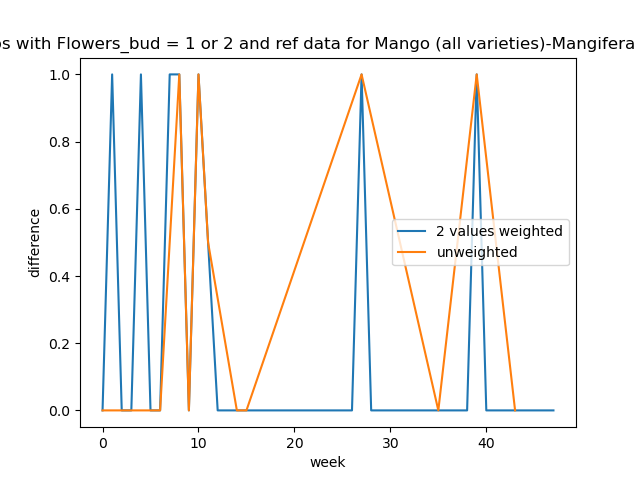 os with Flowers_bud = 1 or 2 and ref data for Mango (all varieties)-Mangifera
1.0
0.8
0.6
0.4
0.2
0.0
difference
2 values weighted
unweighted
0 10 20 30 40
week